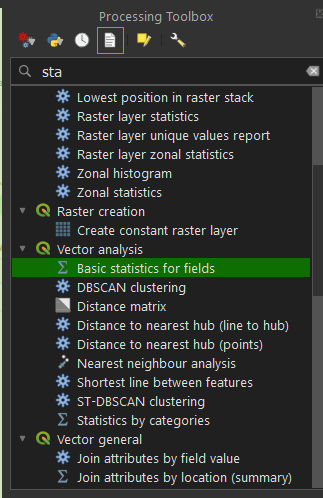 Processing Toolbox
sta
Lowest position in raster stack
Raster layer statistics
Raster layer unique values report
Raster layer zonal statistics
Zonal histogram
Zonal statistics
Raster creation
Create constant raster layer
Vector analysis
Basic statistics for fields
DBSCAN clustering
Distance matrix
Distance to nearest hub (line to hub)
Distance to nearest hub (points)
Nearest neighbour analysis
Shortest line between features
ST-DBSCAN clustering
Statistics by categories
Vector general
Join attributes by field value
Join attributes by location (summary)